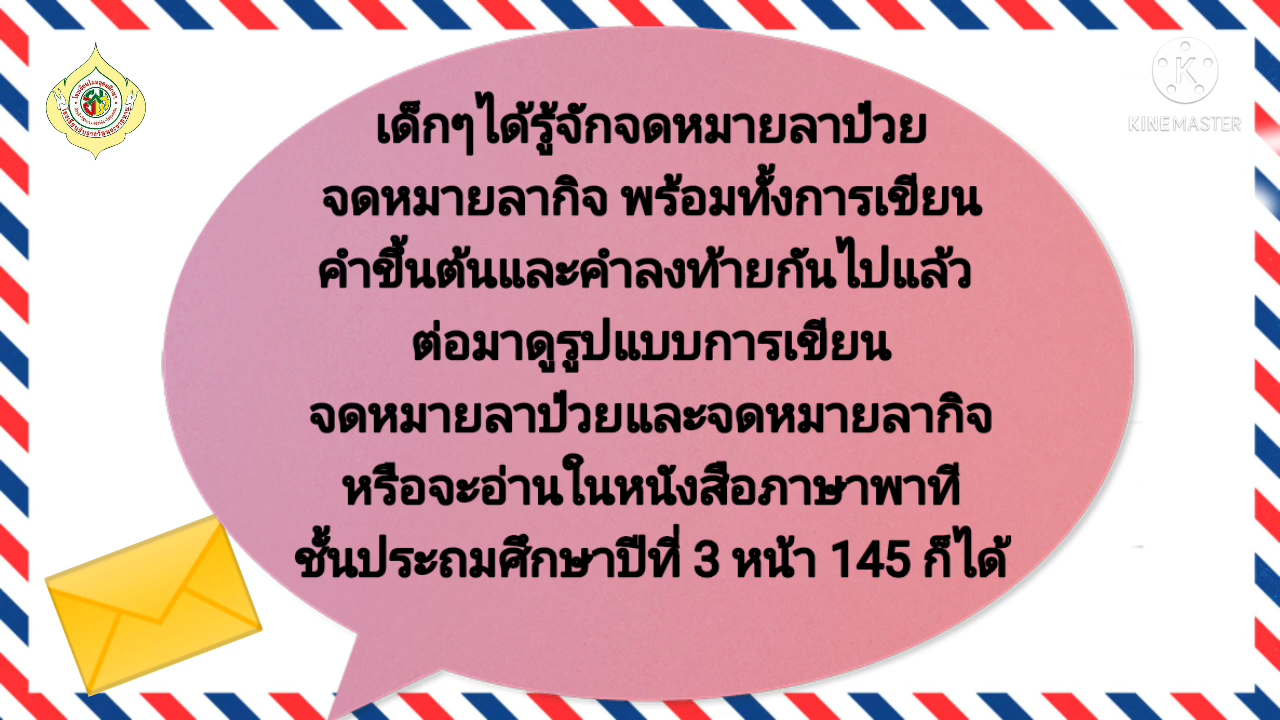 เด็กๆได้รู้จักจดหมายลาป่วย
จดหมายลากิจ พร้อมทั้งการเขียน
คำขึ้นต้นและคำลงท้ายกันไปแล้ว
ต่อมาดูรูปแบบการเขียน
จดหมายลาป่วยและจดหมายลากิจ
หรือจะอ่านในหนังสือภาษาพาที
ชั้นประถมศึกษาปีที่ 3 หน้า 145 ก็ได้
K
KINEMASTER